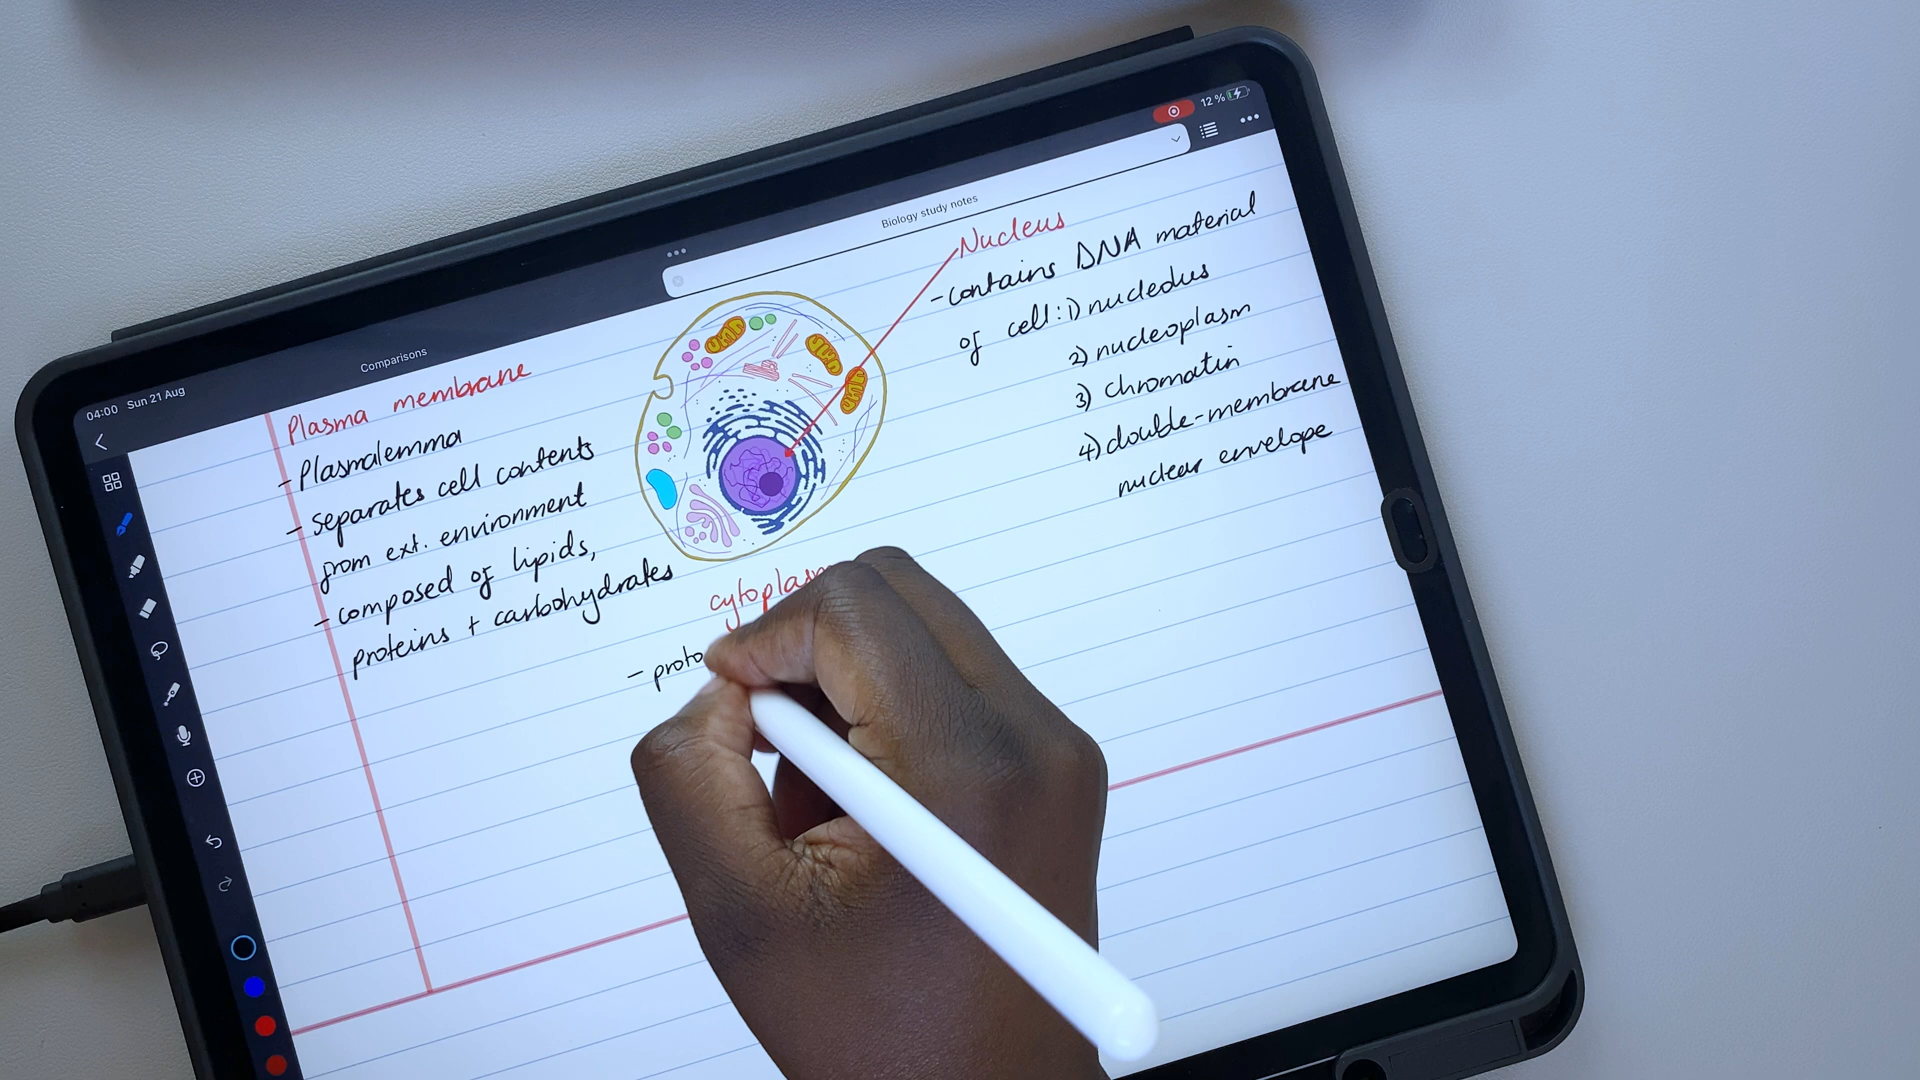 04:00 Sun 21 Aug
12 %
Comparisons
Biology study notes
Plasma membrane
- Plasmalemma
- separates cell contents
from ext. environment
- composed of lipids,
proteins + carbohydrates
Nucleus
- contains DNA material
of cell: 1) nucleolus
2) nucleoplasm
3) chromatin
4) double-membrane
nuclear envelope
cytoplasm
- proto